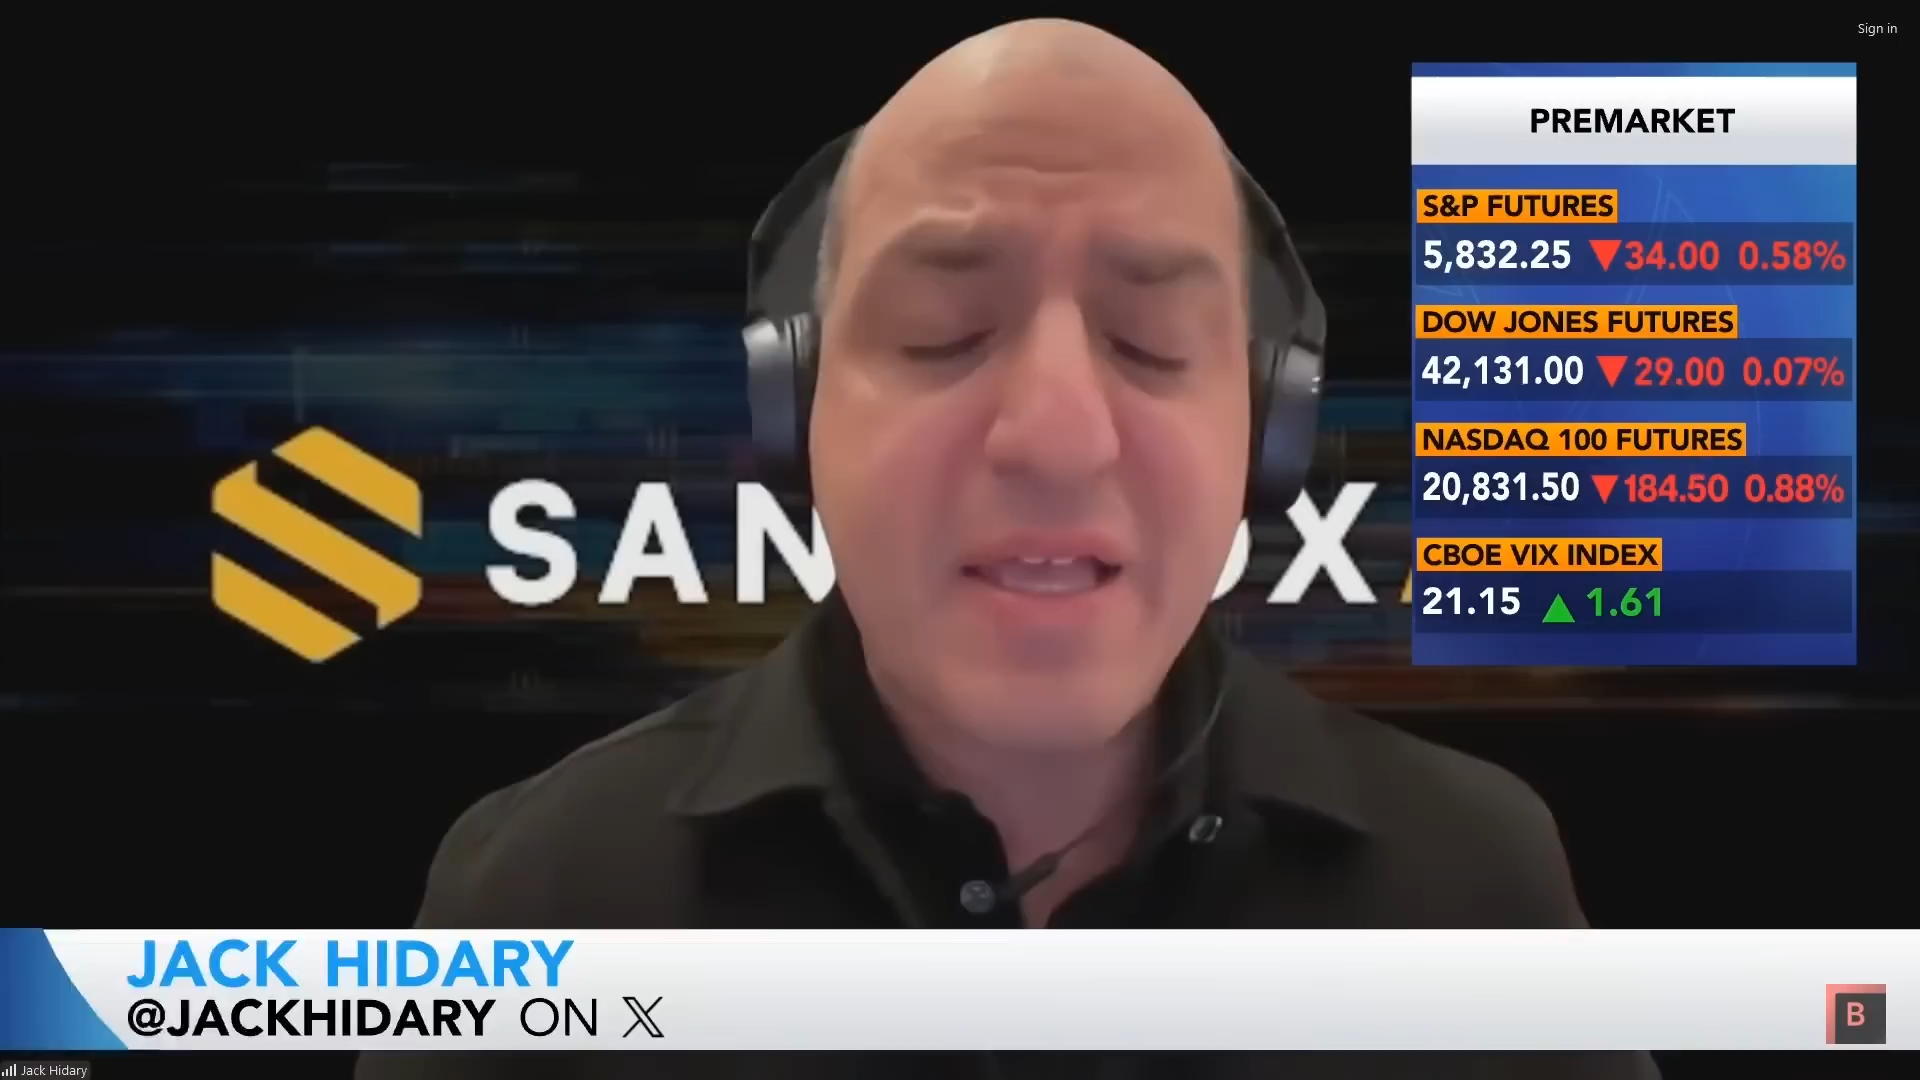 Sign in
PREMARKET
S&P FUTURES
5,832.25 ▼34.00 0.58%
DOW JONES FUTURES
42,131.00 ▼29.00 0.07%
NASDAQ 100 FUTURES
20,831.50 ▼184.50 0.88%
CBOE VIX INDEX
21.15 ▲1.61
JACK HIDARY
@JACKHIDARY ON X
B
Jack Hidary